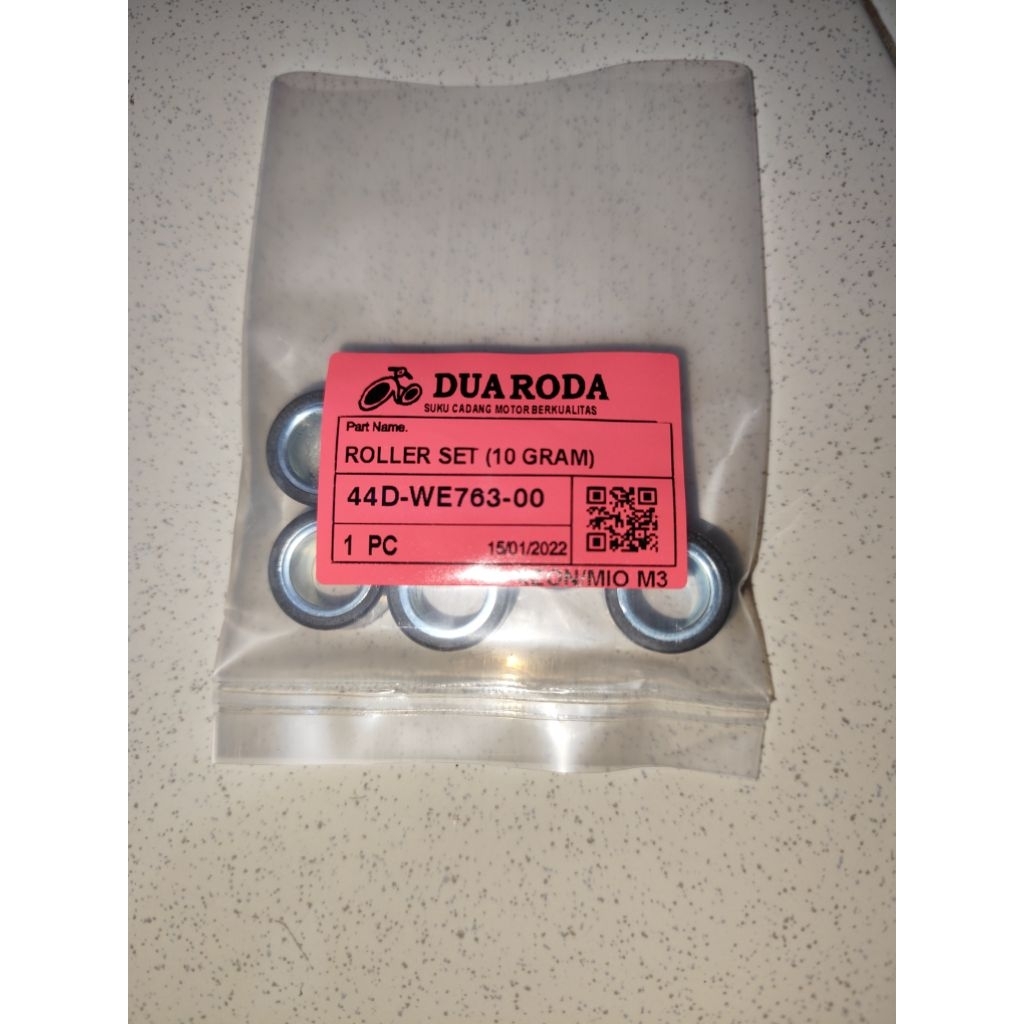 DUA RODA
SUKU CADANG MOTOR BERKUALITAS
Part Name.
ROLLER SET (10 GRAM)
44D-WE763-00
1 PC
15/01/2022
/MIO M3